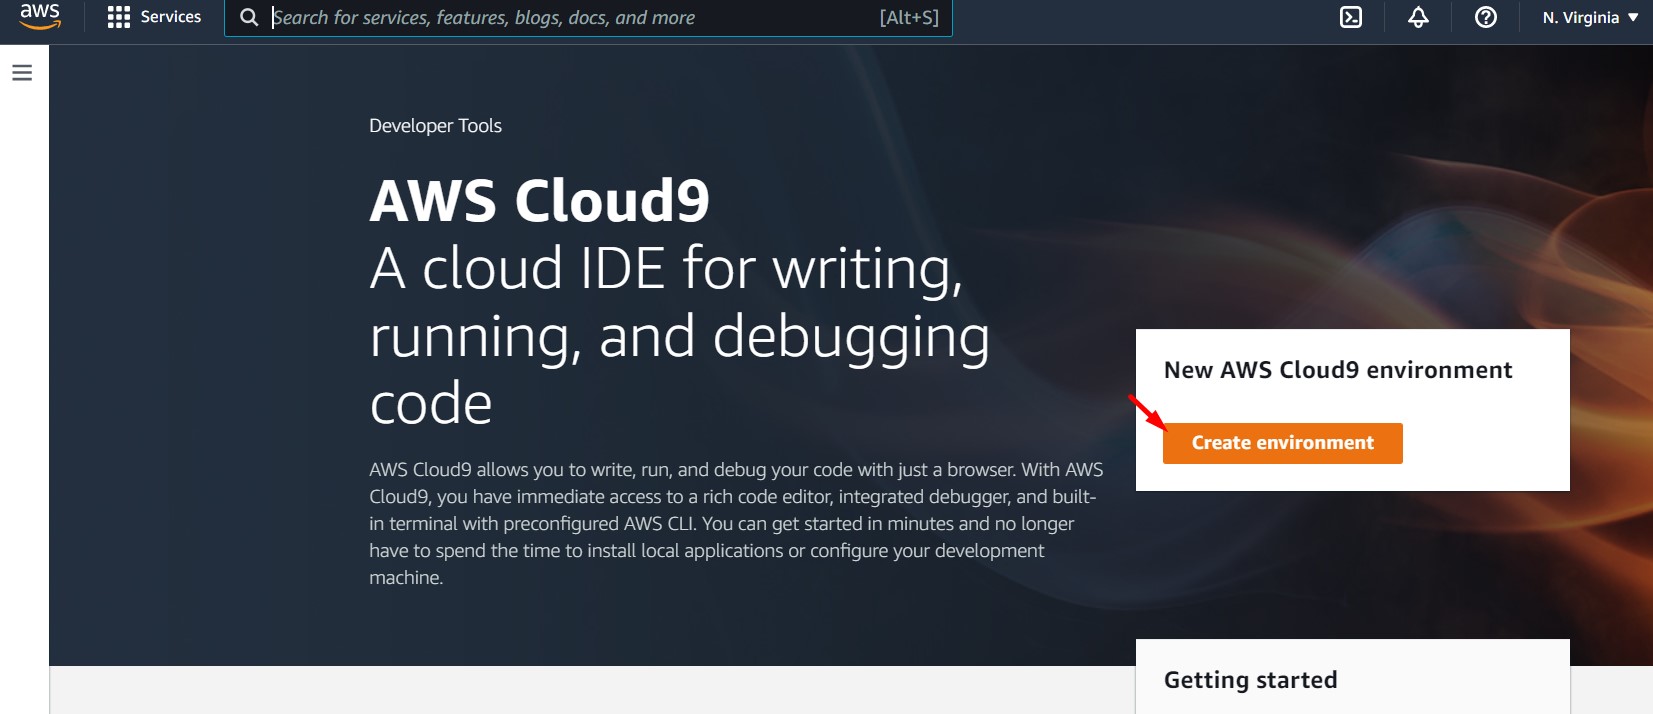 aws
Services
Search for services, features, blogs, docs, and more
[Alt+S]
N. Virginia
Developer Tools
AWS Cloud9
A cloud IDE for writing,
running, and debugging
code
AWS Cloud9 allows you to write, run, and debug your code with just a browser. With AWS
Cloud9, you have immediate access to a rich code editor, integrated debugger, and built-
in terminal with preconfigured AWS CLI. You can get started in minutes and no longer
have to spend the time to install local applications or configure your development
machine.
New AWS Cloud9 environment
Create environment
Getting started